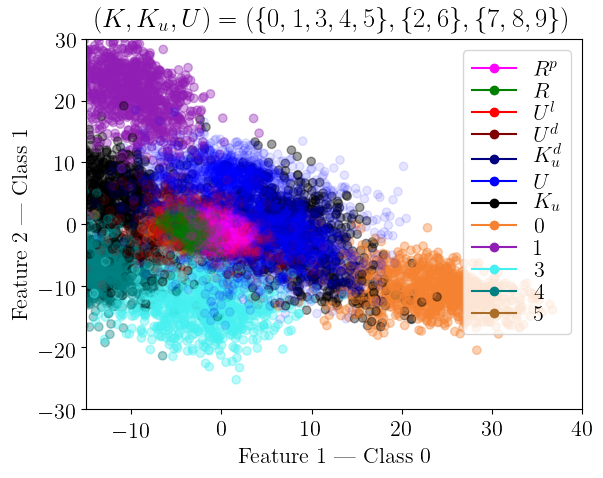 (K, K_u, U) = ({0, 1, 3, 4, 5}, {2, 6}, {7, 8, 9})
30
20
10
0
−10
−20
−30
Feature 2 — Class 1
R^p
R
U^l
U^d
K_u^d
U
K_u
0
1
3
4
5
−10
0
10
20
30
40
Feature 1 — Class 0